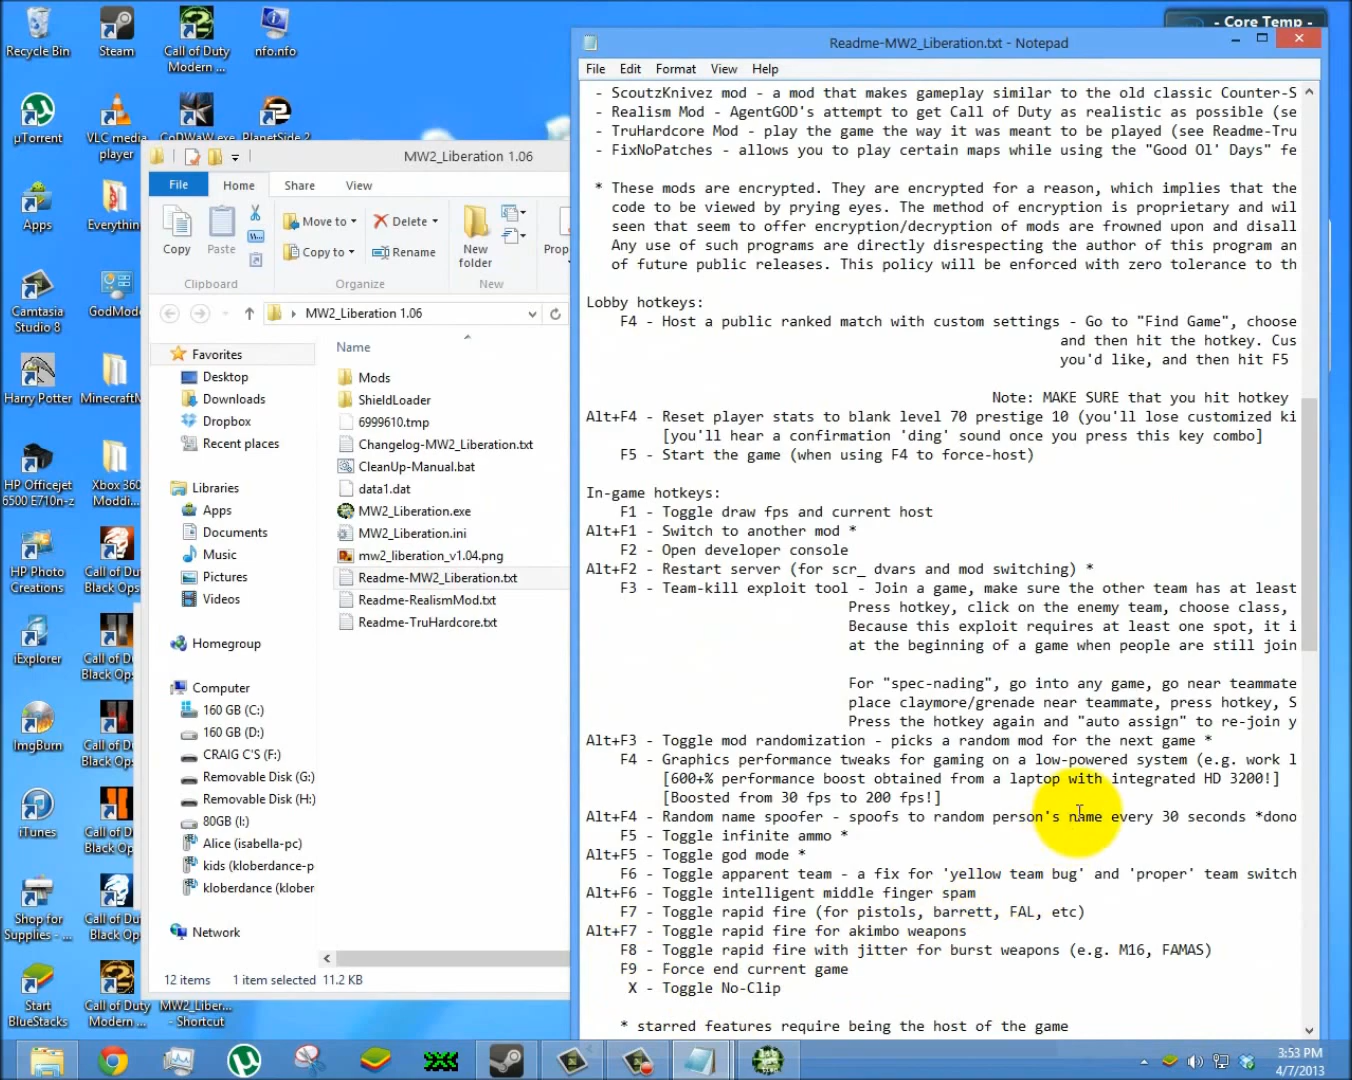 Recycle Bin
Steam
Call of Duty
Modern ...
nfo.nfo
µTorrent
VLC media
player
CoDWaW.exe
PlanetSide 2
Apps
Everythin
Camtasia
Studio 8
GodMod
Harry Potter
Minecraft
HP Officejet
6500 E710n-z
Xbox 360
Moddi...
HP Photo
Creations
Call of Du
Black Ops
iExplorer
Call of Du
Black Op
ImgBurn
Call of Du
Black Op
iTunes
Call of Du
Black Op
Shop for
Supplies - ...
Call of Du
Black Op
Start
BlueStacks
Call of Duty
Modern ...
MW2_Liber...
- Shortcut
- Core Temp -
MW2_Liberation 1.06
File
Home
Share
View
Copy
Paste
Move to
Copy to
Delete
Rename
New
folder
Prop
Clipboard
Organize
New
MW2_Liberation 1.06
Favorites
Desktop
Downloads
Dropbox
Recent places
Libraries
Apps
Documents
Music
Pictures
Videos
Homegroup
Computer
160 GB (C:)
160 GB (D:)
CRAIG C'S (F:)
Removable Disk (G:)
Removable Disk (H:)
80GB (I:)
Alice (isabella-pc)
kids (kloberdance-p
kloberdance (klober
Network
Name
Mods
ShieldLoader
6999610.tmp
Changelog-MW2_Liberation.txt
CleanUp-Manual.bat
data1.dat
MW2_Liberation.exe
MW2_Liberation.ini
mw2_liberation_v1.04.png
Readme-MW2_Liberation.txt
Readme-RealismMod.txt
Readme-TruHardcore.txt
12 items
1 item selected 11.2 KB
Readme-MW2_Liberation.txt - Notepad
File Edit Format View Help
- ScoutzKnivez mod - a mod that makes gameplay similar to the old classic Counter-S
- Realism Mod - AgentGOD's attempt to get Call of Duty as realistic as possible (se
- TruHardcore Mod - play the game the way it was meant to be played (see Readme-Tru
- FixNoPatches - allows you to play certain maps while using the "Good Ol' Days" fe
* These mods are encrypted. They are encrypted for a reason, which implies that the
code to be viewed by prying eyes. The method of encryption is proprietary and wil
seen that seem to offer encryption/decryption of mods are frowned upon and disall
Any use of such programs are directly disrespecting the author of this program an
of future public releases. This policy will be enforced with zero tolerance to th
Lobby hotkeys:
F4 - Host a public ranked match with custom settings - Go to "Find Game", choose
and then hit the hotkey. Cus
you'd like, and then hit F5
Note: MAKE SURE that you hit hotkey
Alt+F4 - Reset player stats to blank level 70 prestige 10 (you'll lose customized ki
[you'll hear a confirmation 'ding' sound once you press this key combo]
F5 - Start the game (when using F4 to force-host)
In-game hotkeys:
F1 - Toggle draw fps and current host
Alt+F1 - Switch to another mod *
F2 - Open developer console
Alt+F2 - Restart server (for scr_ dvars and mod switching) *
F3 - Team-kill exploit tool - Join a game, make sure the other team has at least
Press hotkey, click on the enemy team, choose class,
Because this exploit requires at least one spot, it i
at the beginning of a game when people are still join
For "spec-nading", go into any game, go near teammate
place claymore/grenade near teammate, press hotkey, S
Press the hotkey again and "auto assign" to re-join y
Alt+F3 - Toggle mod randomization - picks a random mod for the next game *
F4 - Graphics performance tweaks for gaming on a low-powered system (e.g. work l
[600+% performance boost obtained from a laptop with integrated HD 3200!]
[Boosted from 30 fps to 200 fps!]
Alt+F4 - Random name spoofer - spoofs to random person's name every 30 seconds *dono
F5 - Toggle infinite ammo *
Alt+F5 - Toggle god mode *
F6 - Toggle apparent team - a fix for 'yellow team bug' and 'proper' team switch
Alt+F6 - Toggle intelligent middle finger spam
F7 - Toggle rapid fire (for pistols, barrett, FAL, etc)
Alt+F7 - Toggle rapid fire for akimbo weapons
F8 - Toggle rapid fire with jitter for burst weapons (e.g. M16, FAMAS)
F9 - Force end current game
X - Toggle No-Clip
* starred features require being the host of the game
3:53 PM
4/7/2013